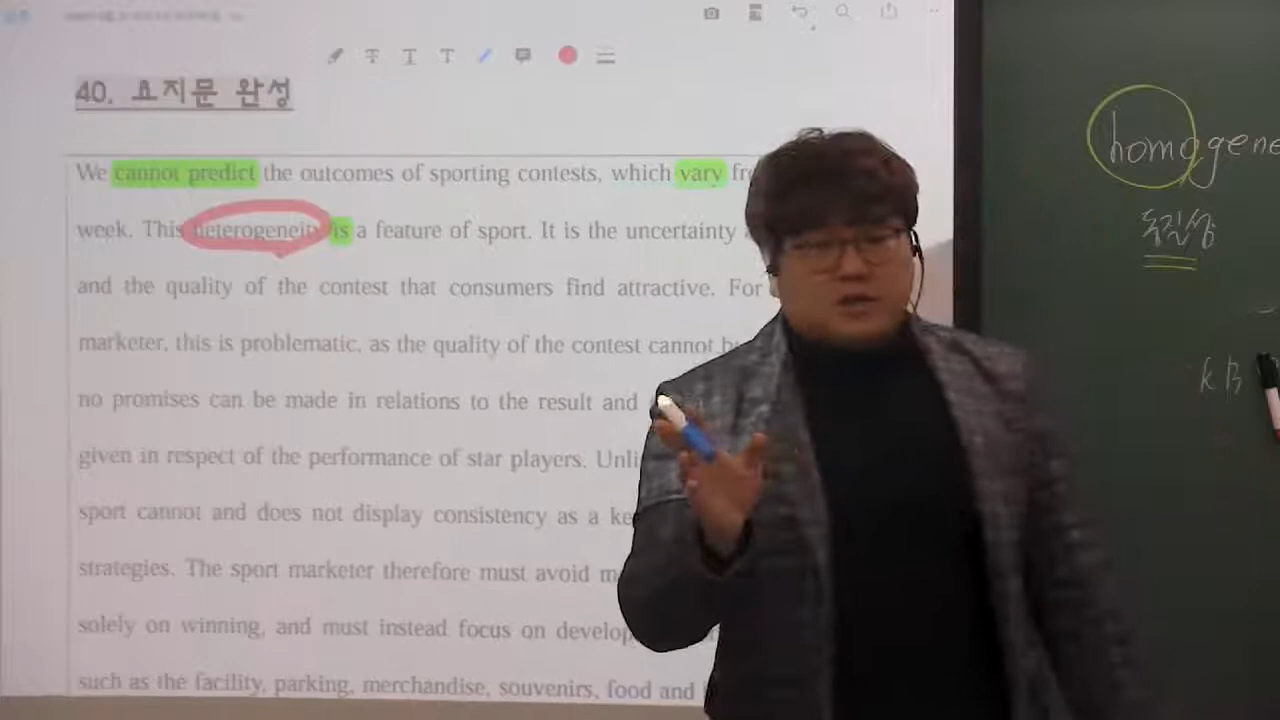 40. 요지문 완성
We cannot predict the outcomes of sporting contests, which vary
week. This heterogeneity is a feature of sport. It is the uncertainty
and the quality of the contest that consumers find attractive. For
marketer, this is problematic, as the quality of the contest cannot
no promises can be made in relations to the result and
given in respect of the performance of star players.
sport cannot and does not display consistency as a
strategies. The sport marketer therefore must avoid
solely on winning, and must instead focus on
such as the facility, parking, merchandise, souvenirs, food and
homogene
동질성